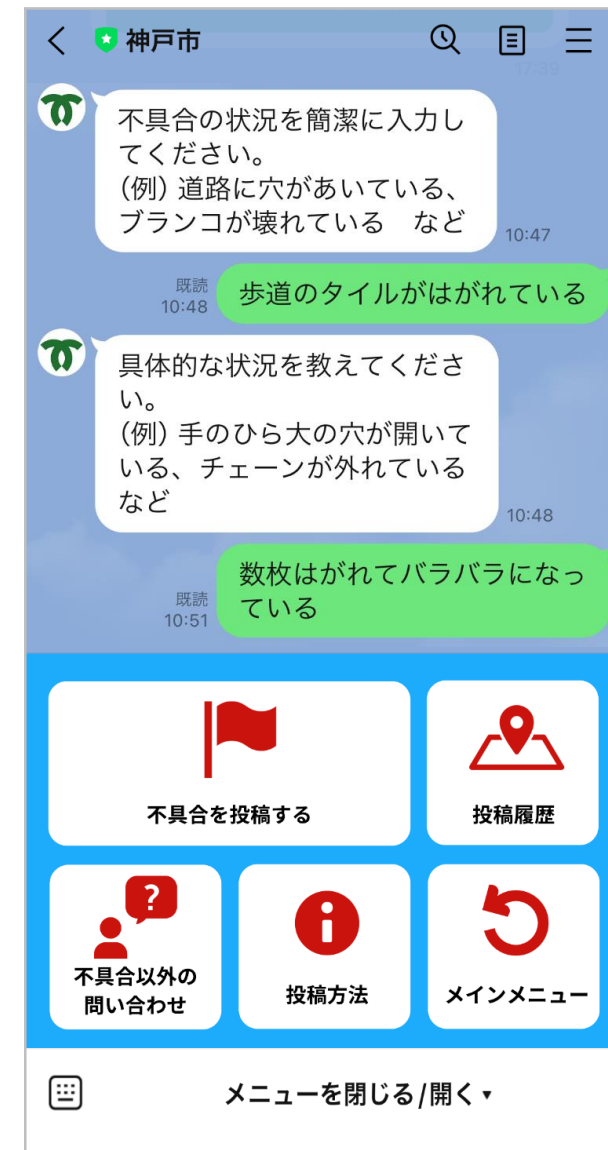 神戸市
17:39
不具合の状況を簡潔に入力し
てください。
(例) 道路に穴があいている、
ブランコが壊れている　など
10:47
既読
10:48
歩道のタイルがはがれている
具体的な状況を教えてくださ
い。
(例) 手のひら大の穴が開いて
いる、チェーンが外れている
など
10:48
数枚はがれてバラバラになっ
ている
既読
10:51
不具合を投稿する
投稿履歴
?
不具合以外の
問い合わせ
投稿方法
メインメニュー
メニューを閉じる/開く ▾